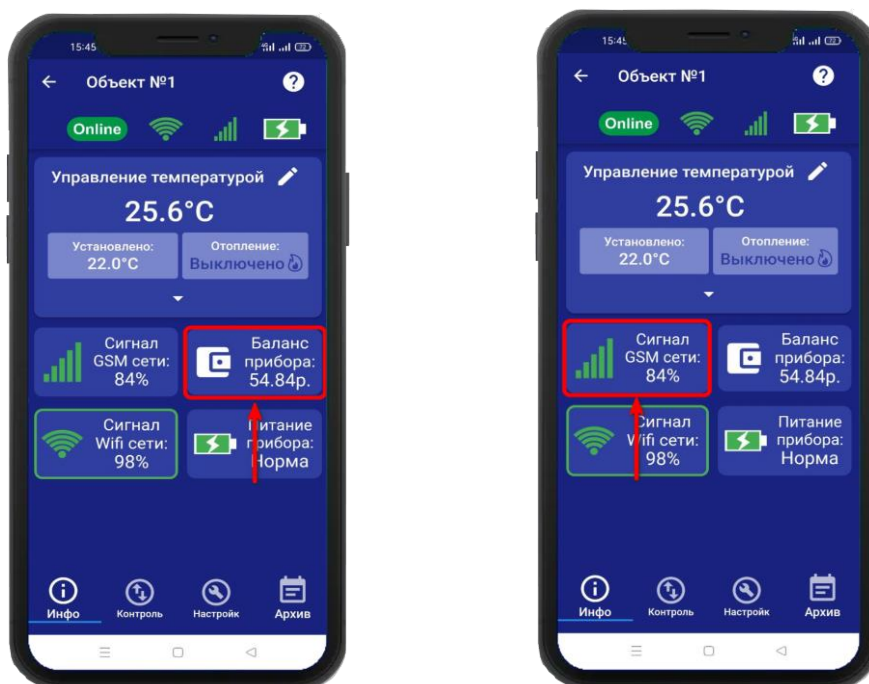 15:45
Объект №1
?
Online
Управление температурой
25.6°C
Установлено:
22.0°C
Отопление:
Выключено
Сигнал
GSM сети:
84%
Баланс
прибора:
54.84р.
Сигнал
Wifi сети:
98%
Питание
прибора:
Норма
Инфо
Контроль
Настройк
Архив
15:45
Объект №1
?
Online
Управление температурой
25.6°C
Установлено:
22.0°C
Отопление:
Выключено
Сигнал
GSM сети:
84%
Баланс
прибора:
54.84р.
Сигнал
Wifi сети:
98%
Питание
прибора:
Норма
Инфо
Контроль
Настройк
Архив